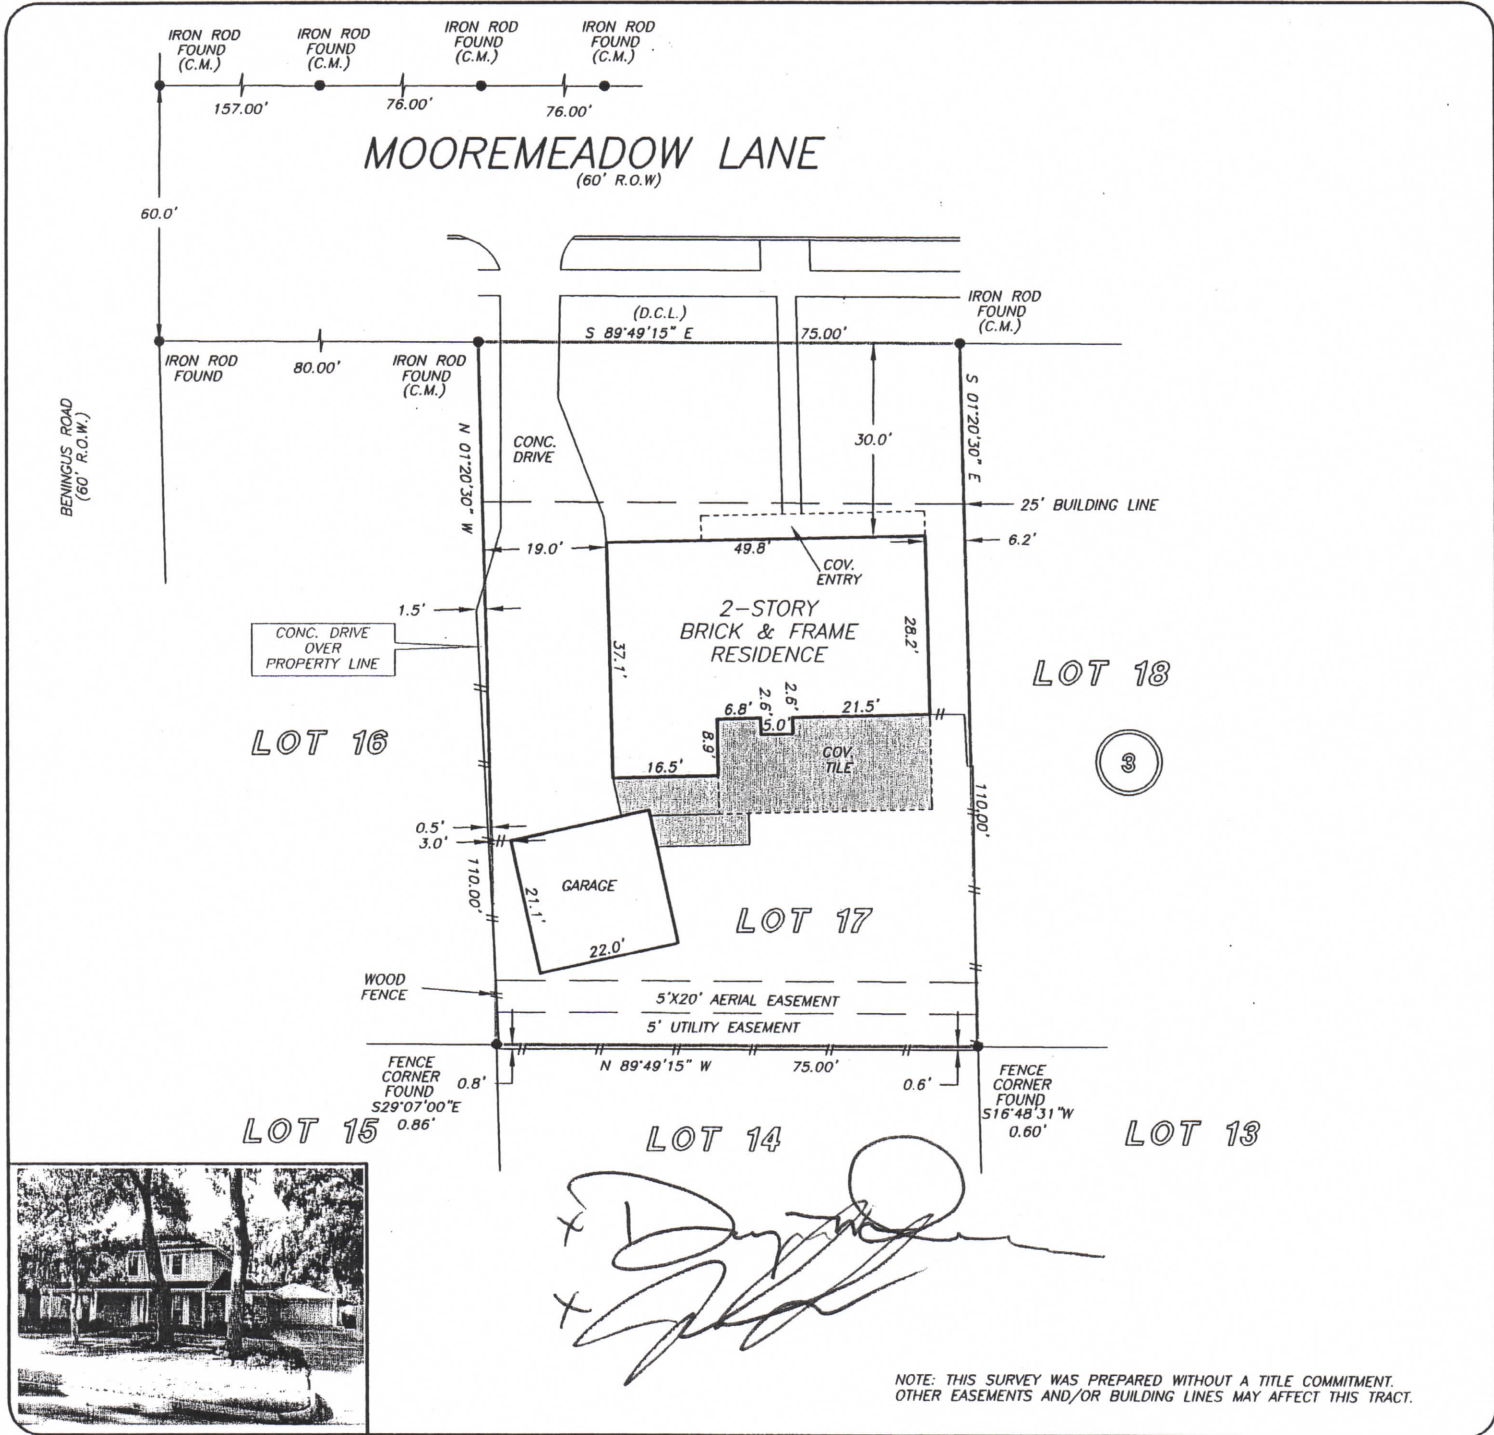 IRON ROD
FOUND
(C.M.)
IRON ROD
FOUND
(C.M.)
IRON ROD
FOUND
(C.M.)
IRON ROD
FOUND
(C.M.)
157.00'
76.00'
76.00'
MOOREMEADOW LANE
(60' R.O.W)
60.0'
IRON ROD
FOUND
80.00'
IRON ROD
FOUND
(C.M.)
(D.C.L.)
S 89°49'15" E
75.00'
IRON ROD
FOUND
(C.M.)
BENINGUS ROAD
(60' R.O.W.)
N 01°20'30" W
CONC.
DRIVE
30.0'
S 01°20'30" E
25' BUILDING LINE
19.0'
49.8'
6.2'
COV.
ENTRY
1.5'
CONC. DRIVE
OVER
PROPERTY LINE
2-STORY
BRICK & FRAME
RESIDENCE
37.1'
28.2'
LOT 16
LOT 18
3
6.8'
2.6'
5.0'
2.6'
21.5'
8.9'
16.5'
COV.
TILE
0.5'
3.0'
110.00'
110.00'
GARAGE
21.1'
22.0'
LOT 17
WOOD
FENCE
5'X20' AERIAL EASEMENT
5' UTILITY EASEMENT
FENCE
CORNER
FOUND
S29°07'00"E
0.86'
0.8'
N 89°49'15" W
75.00'
0.6'
FENCE
CORNER
FOUND
S16°48'31"W
0.60'
LOT 15
LOT 14
LOT 13
X
X
NOTE: THIS SURVEY WAS PREPARED WITHOUT A TITLE COMMITMENT.
OTHER EASEMENTS AND/OR BUILDING LINES MAY AFFECT THIS TRACT.